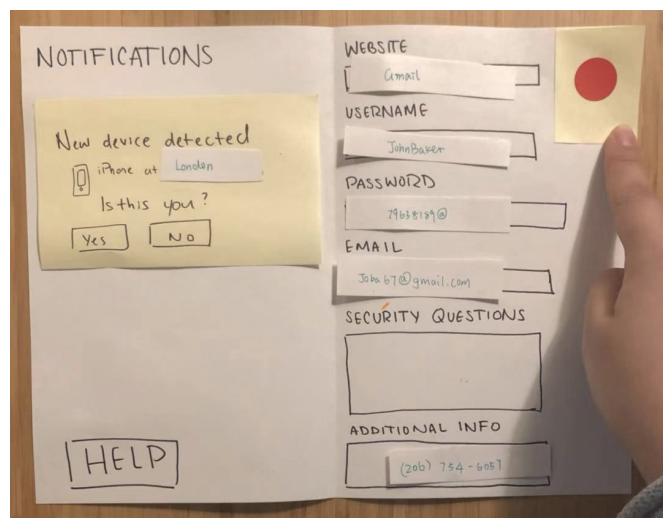 NOTIFICATIONS
New device detected
iPhone at London
Is this you?
Yes
NO
HELP
WEBSITE
Gmail
USERNAME
JohnBaker
PASSWORD
79638189@
EMAIL
Joba67@gmail.com
SECURITY QUESTIONS
ADDITIONAL INFO
(206) 754-6057